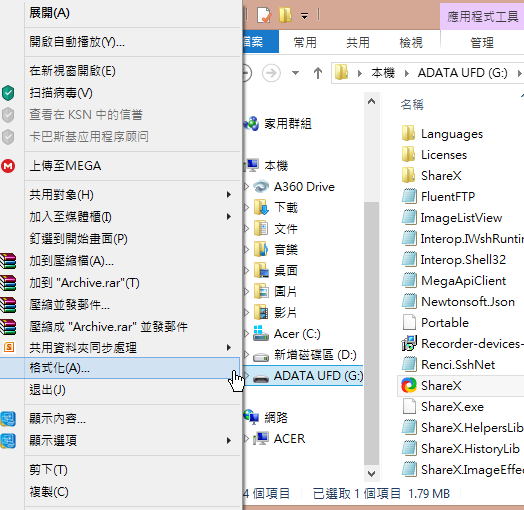 展開(A)
開啟自動播放(Y)...
在新視窗開啟(E)
扫描病毒(V)
查看在 KSN 中的信誉
卡巴斯基应用程序顾问
上傳至MEGA
共用對象(H)
加入至媒體櫃(I)
釘選到開始畫面(P)
加到壓縮檔(A)...
加到 "Archive.rar"(T)
壓縮並發郵件...
壓縮成 "Archive.rar" 並發郵件
共用資料夾同步處理
格式化(A)...
退出(J)
顯示內容...
顯示選項
剪下(T)
複製(C)
應用程式工具
檔案
常用
共用
檢視
管理
本機
ADATA UFD (G:)
家用群組
本機
A360 Drive
下載
文件
音樂
桌面
圖片
影片
Acer (C:)
新增磁碟區 (D:)
ADATA UFD (G:)
網路
ACER
名稱
Languages
Licenses
ShareX
FluentFTP
ImageListView
Interop.IWshRuntin
Interop.Shell32
MegaApiClient
Newtonsoft.Json
Portable
Recorder-devices-
Renci.SshNet
ShareX
ShareX.exe
ShareX.HelpersLib
ShareX.HistoryLib
ShareX.ImageEffec
4 個項目
已選取 1 個項目 1.79 MB